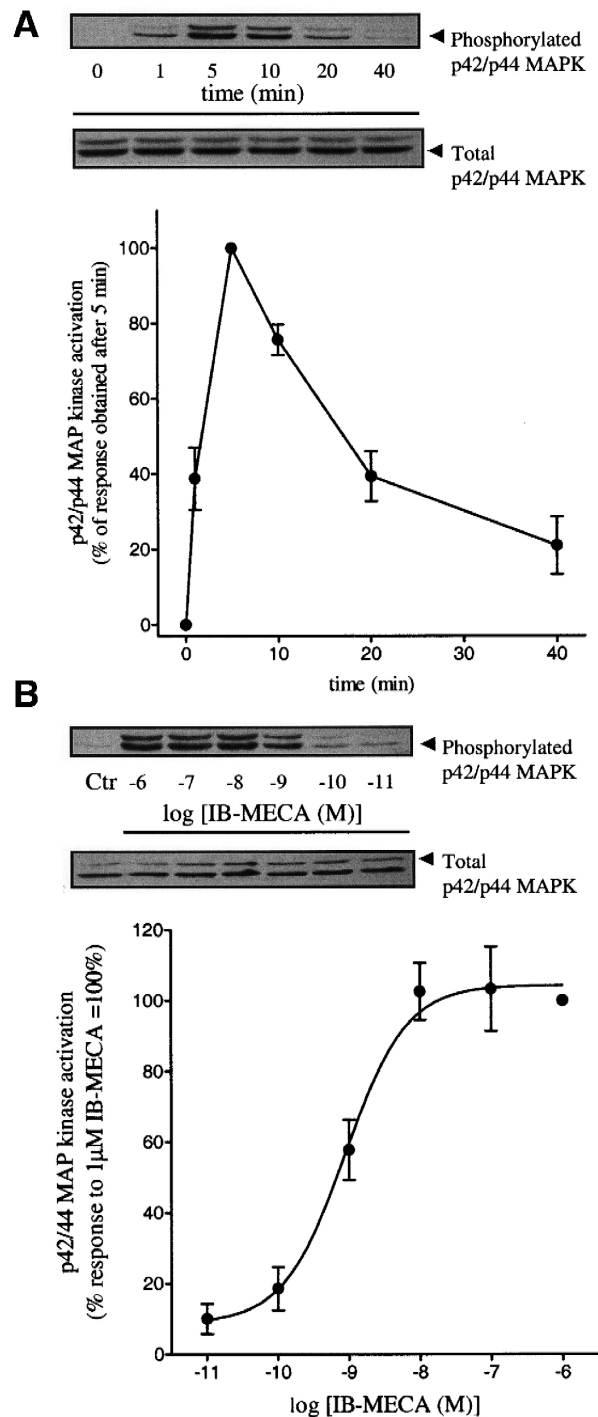 A
Phosphorylated
p42/p44 MAPK
0 1 5 10 20 40
time (min)
Total
p42/p44 MAPK
p42/p44 MAP kinase activation
(% of response obtained after 5 min)
100
80
60
40
20
0
0 10 20 30 40
time (min)
B
Phosphorylated
p42/p44 MAPK
Ctr -6 -7 -8 -9 -10 -11
log [IB-MECA (M)]
Total
p42/p44 MAPK
p42/44 MAP kinase activation
(% response to 1µM IB-MECA =100%)
120
100
80
60
40
20
0
-11 -10 -9 -8 -7 -6
log [IB-MECA (M)]